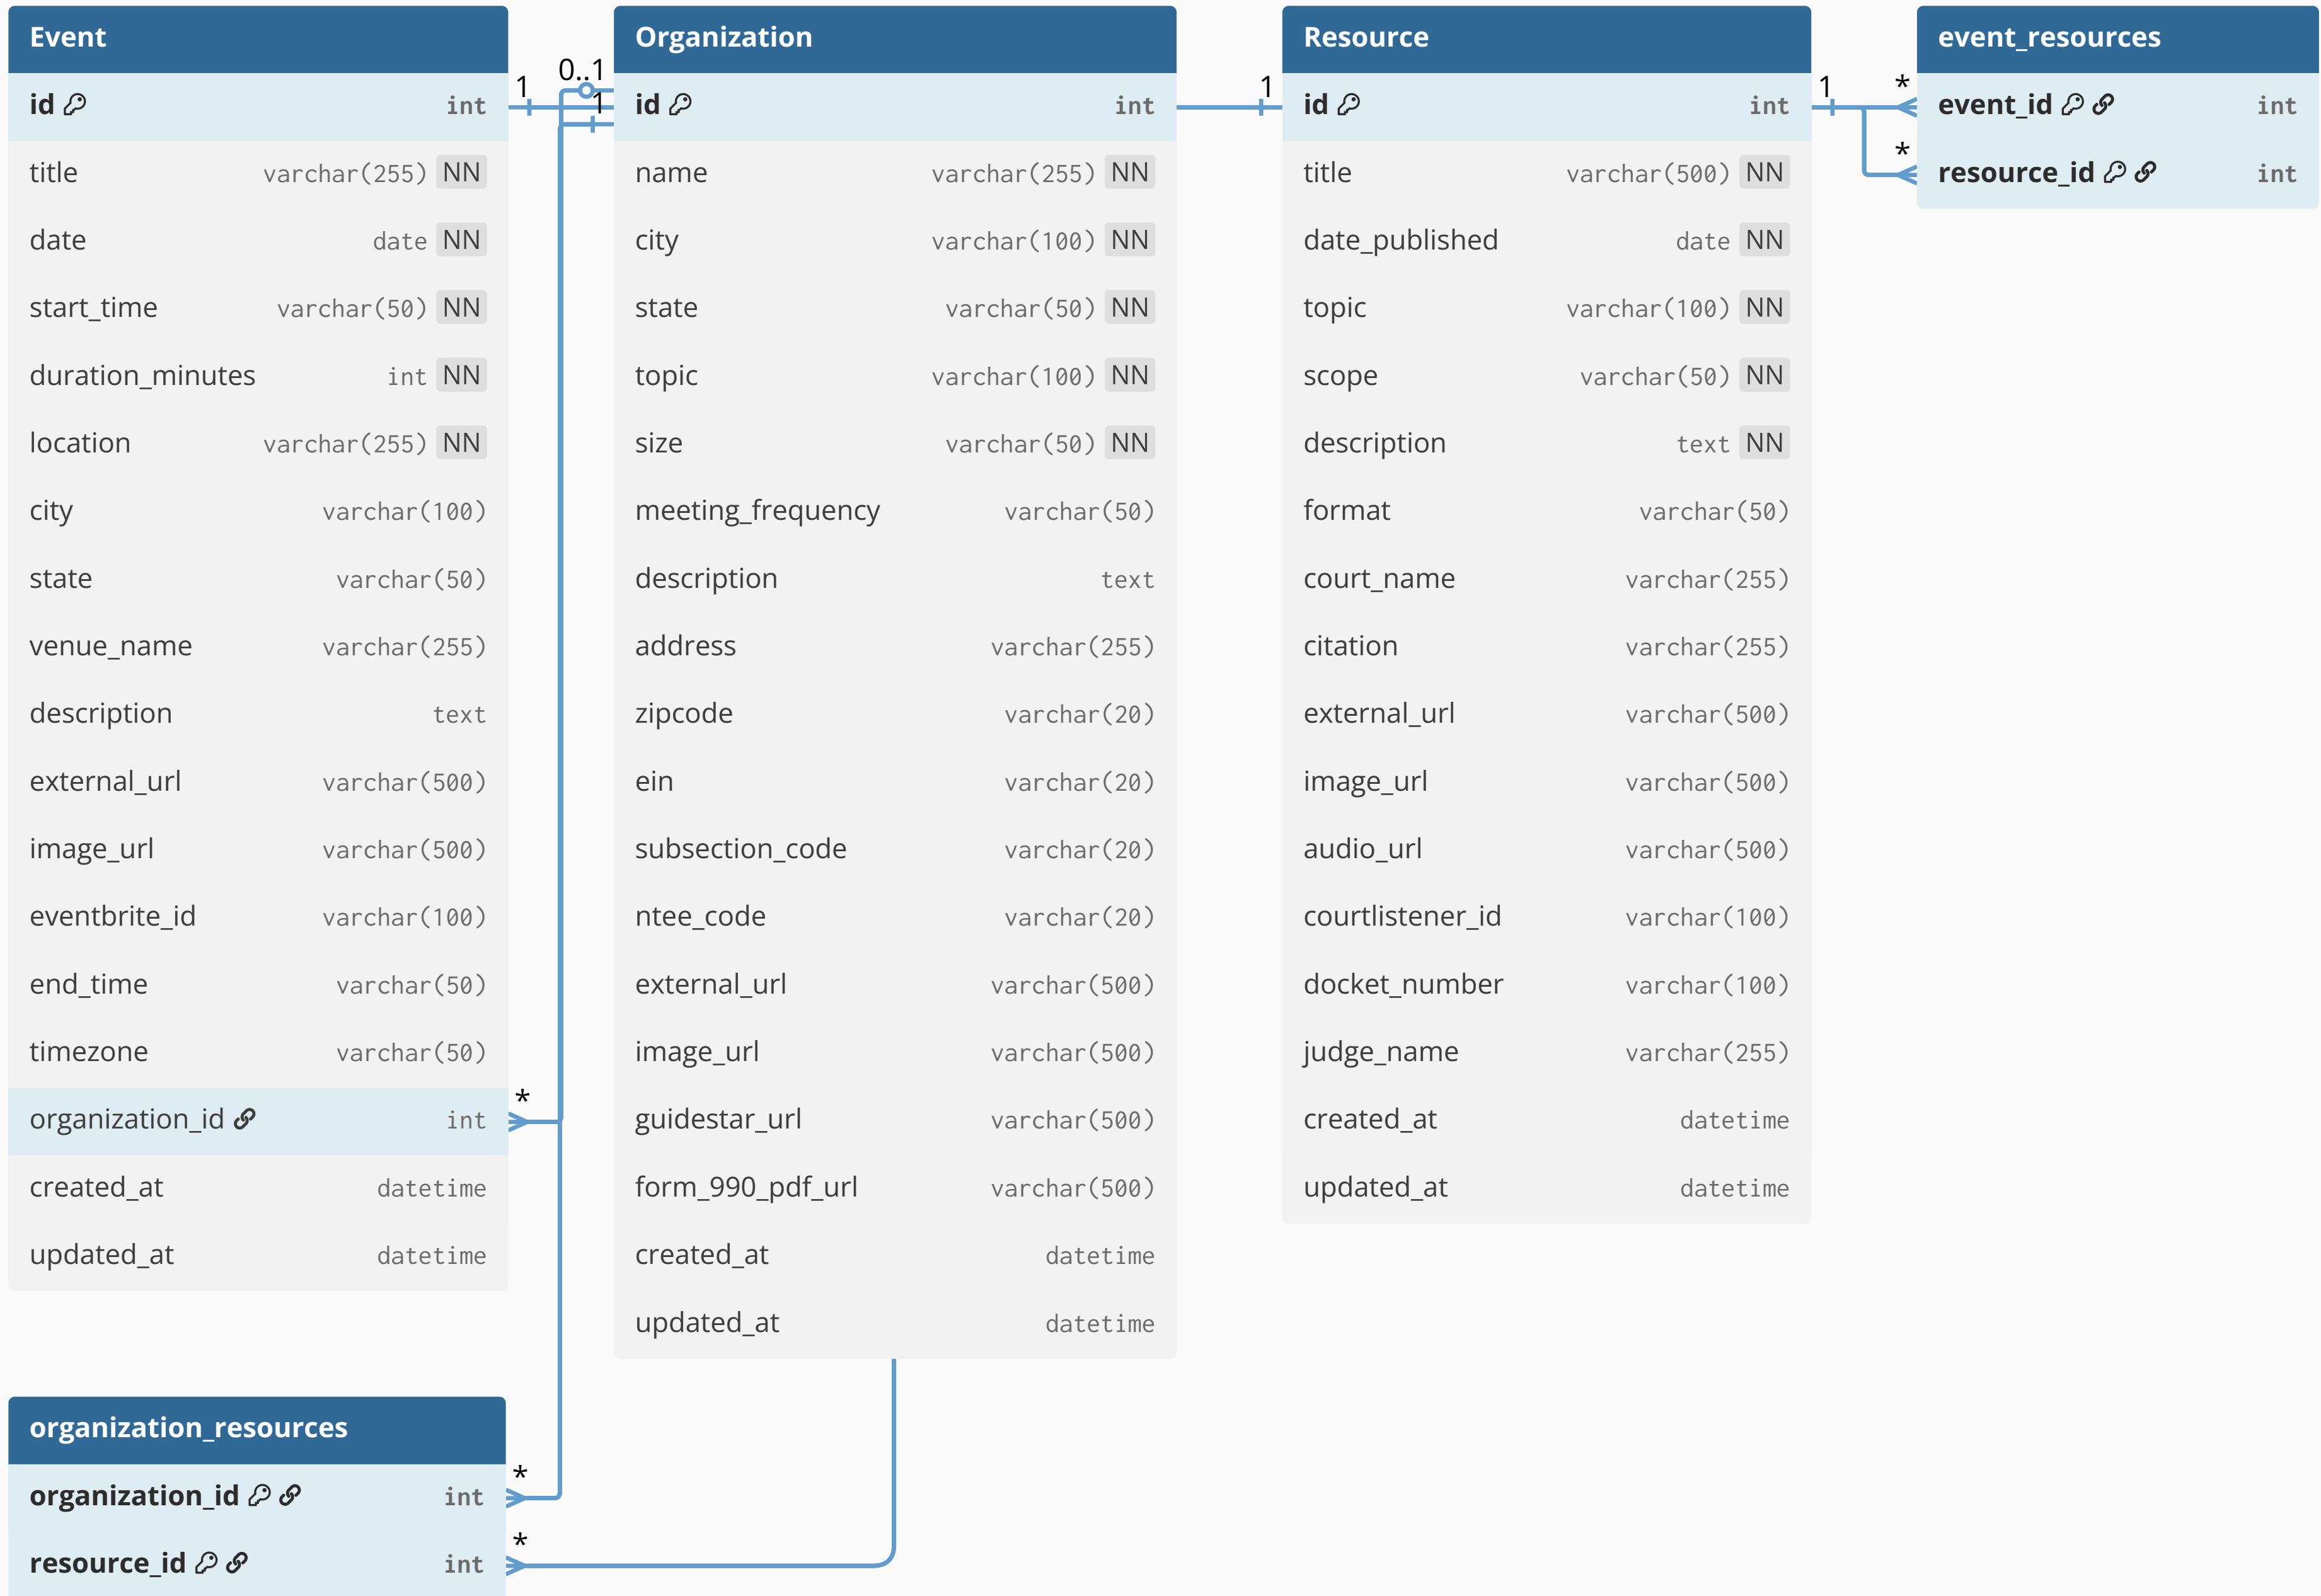 Event
id int
title varchar(255) NN
date date NN
start_time varchar(50) NN
duration_minutes int NN
location varchar(255) NN
city varchar(100)
state varchar(50)
venue_name varchar(255)
description text
external_url varchar(500)
image_url varchar(500)
eventbrite_id varchar(100)
end_time varchar(50)
timezone varchar(50)
organization_id int
created_at datetime
updated_at datetime
1
0..1
1
*
Organization
id int
name varchar(255) NN
city varchar(100) NN
state varchar(50) NN
topic varchar(100) NN
size varchar(50) NN
meeting_frequency varchar(50)
description text
address varchar(255)
zipcode varchar(20)
ein varchar(20)
subsection_code varchar(20)
ntee_code varchar(20)
external_url varchar(500)
image_url varchar(500)
guidestar_url varchar(500)
form_990_pdf_url varchar(500)
created_at datetime
updated_at datetime
1
Resource
id int
title varchar(500) NN
date_published date NN
topic varchar(100) NN
scope varchar(50) NN
description text NN
format varchar(50)
court_name varchar(255)
citation varchar(255)
external_url varchar(500)
image_url varchar(500)
audio_url varchar(500)
courtlistener_id varchar(100)
docket_number varchar(100)
judge_name varchar(255)
created_at datetime
updated_at datetime
1
*
*
event_resources
event_id int
resource_id int
organization_resources
organization_id int
resource_id int
*
*